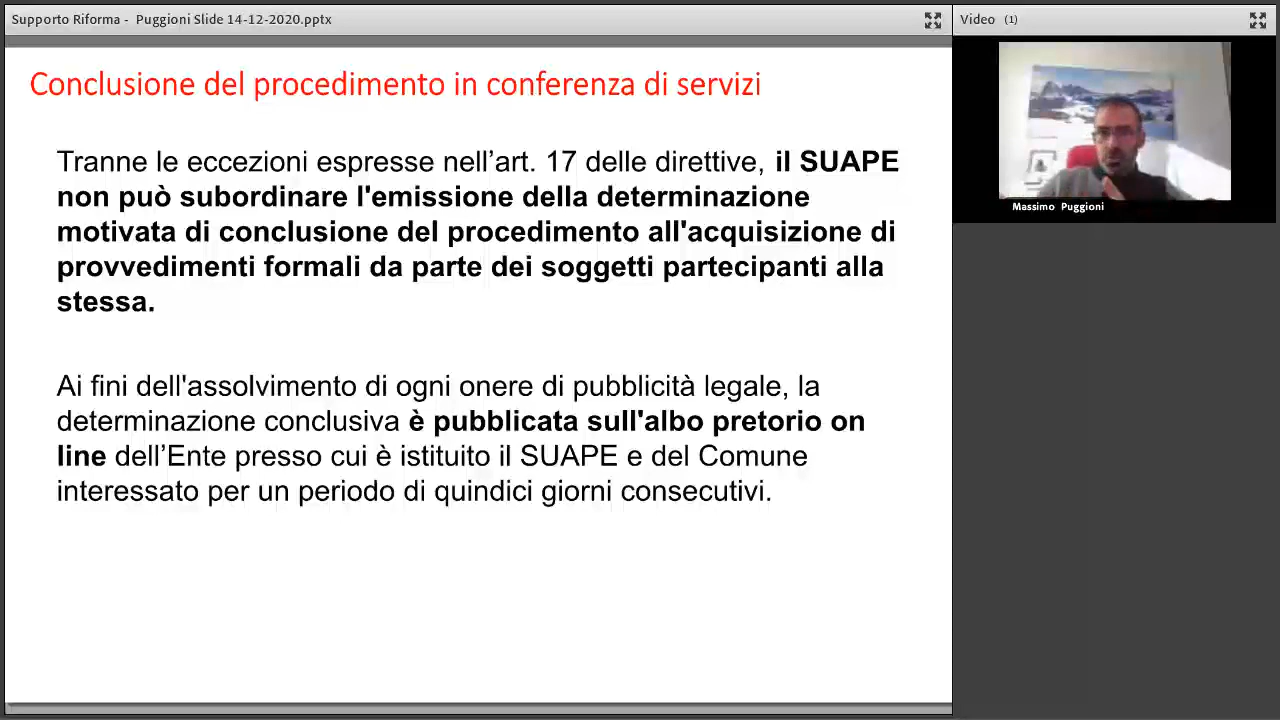 Supporto Riforma - Puggioni Slide 14-12-2020.pptx
Video (1)
Conclusione del procedimento in conferenza di servizi
Tranne le eccezioni espresse nell’art. 17 delle direttive, il SUAPE
non può subordinare l'emissione della determinazione
motivata di conclusione del procedimento all'acquisizione di
provvedimenti formali da parte dei soggetti partecipanti alla
stessa.
Ai fini dell'assolvimento di ogni onere di pubblicità legale, la
determinazione conclusiva è pubblicata sull'albo pretorio on
line dell’Ente presso cui è istituito il SUAPE e del Comune
interessato per un periodo di quindici giorni consecutivi.
Massimo Puggioni